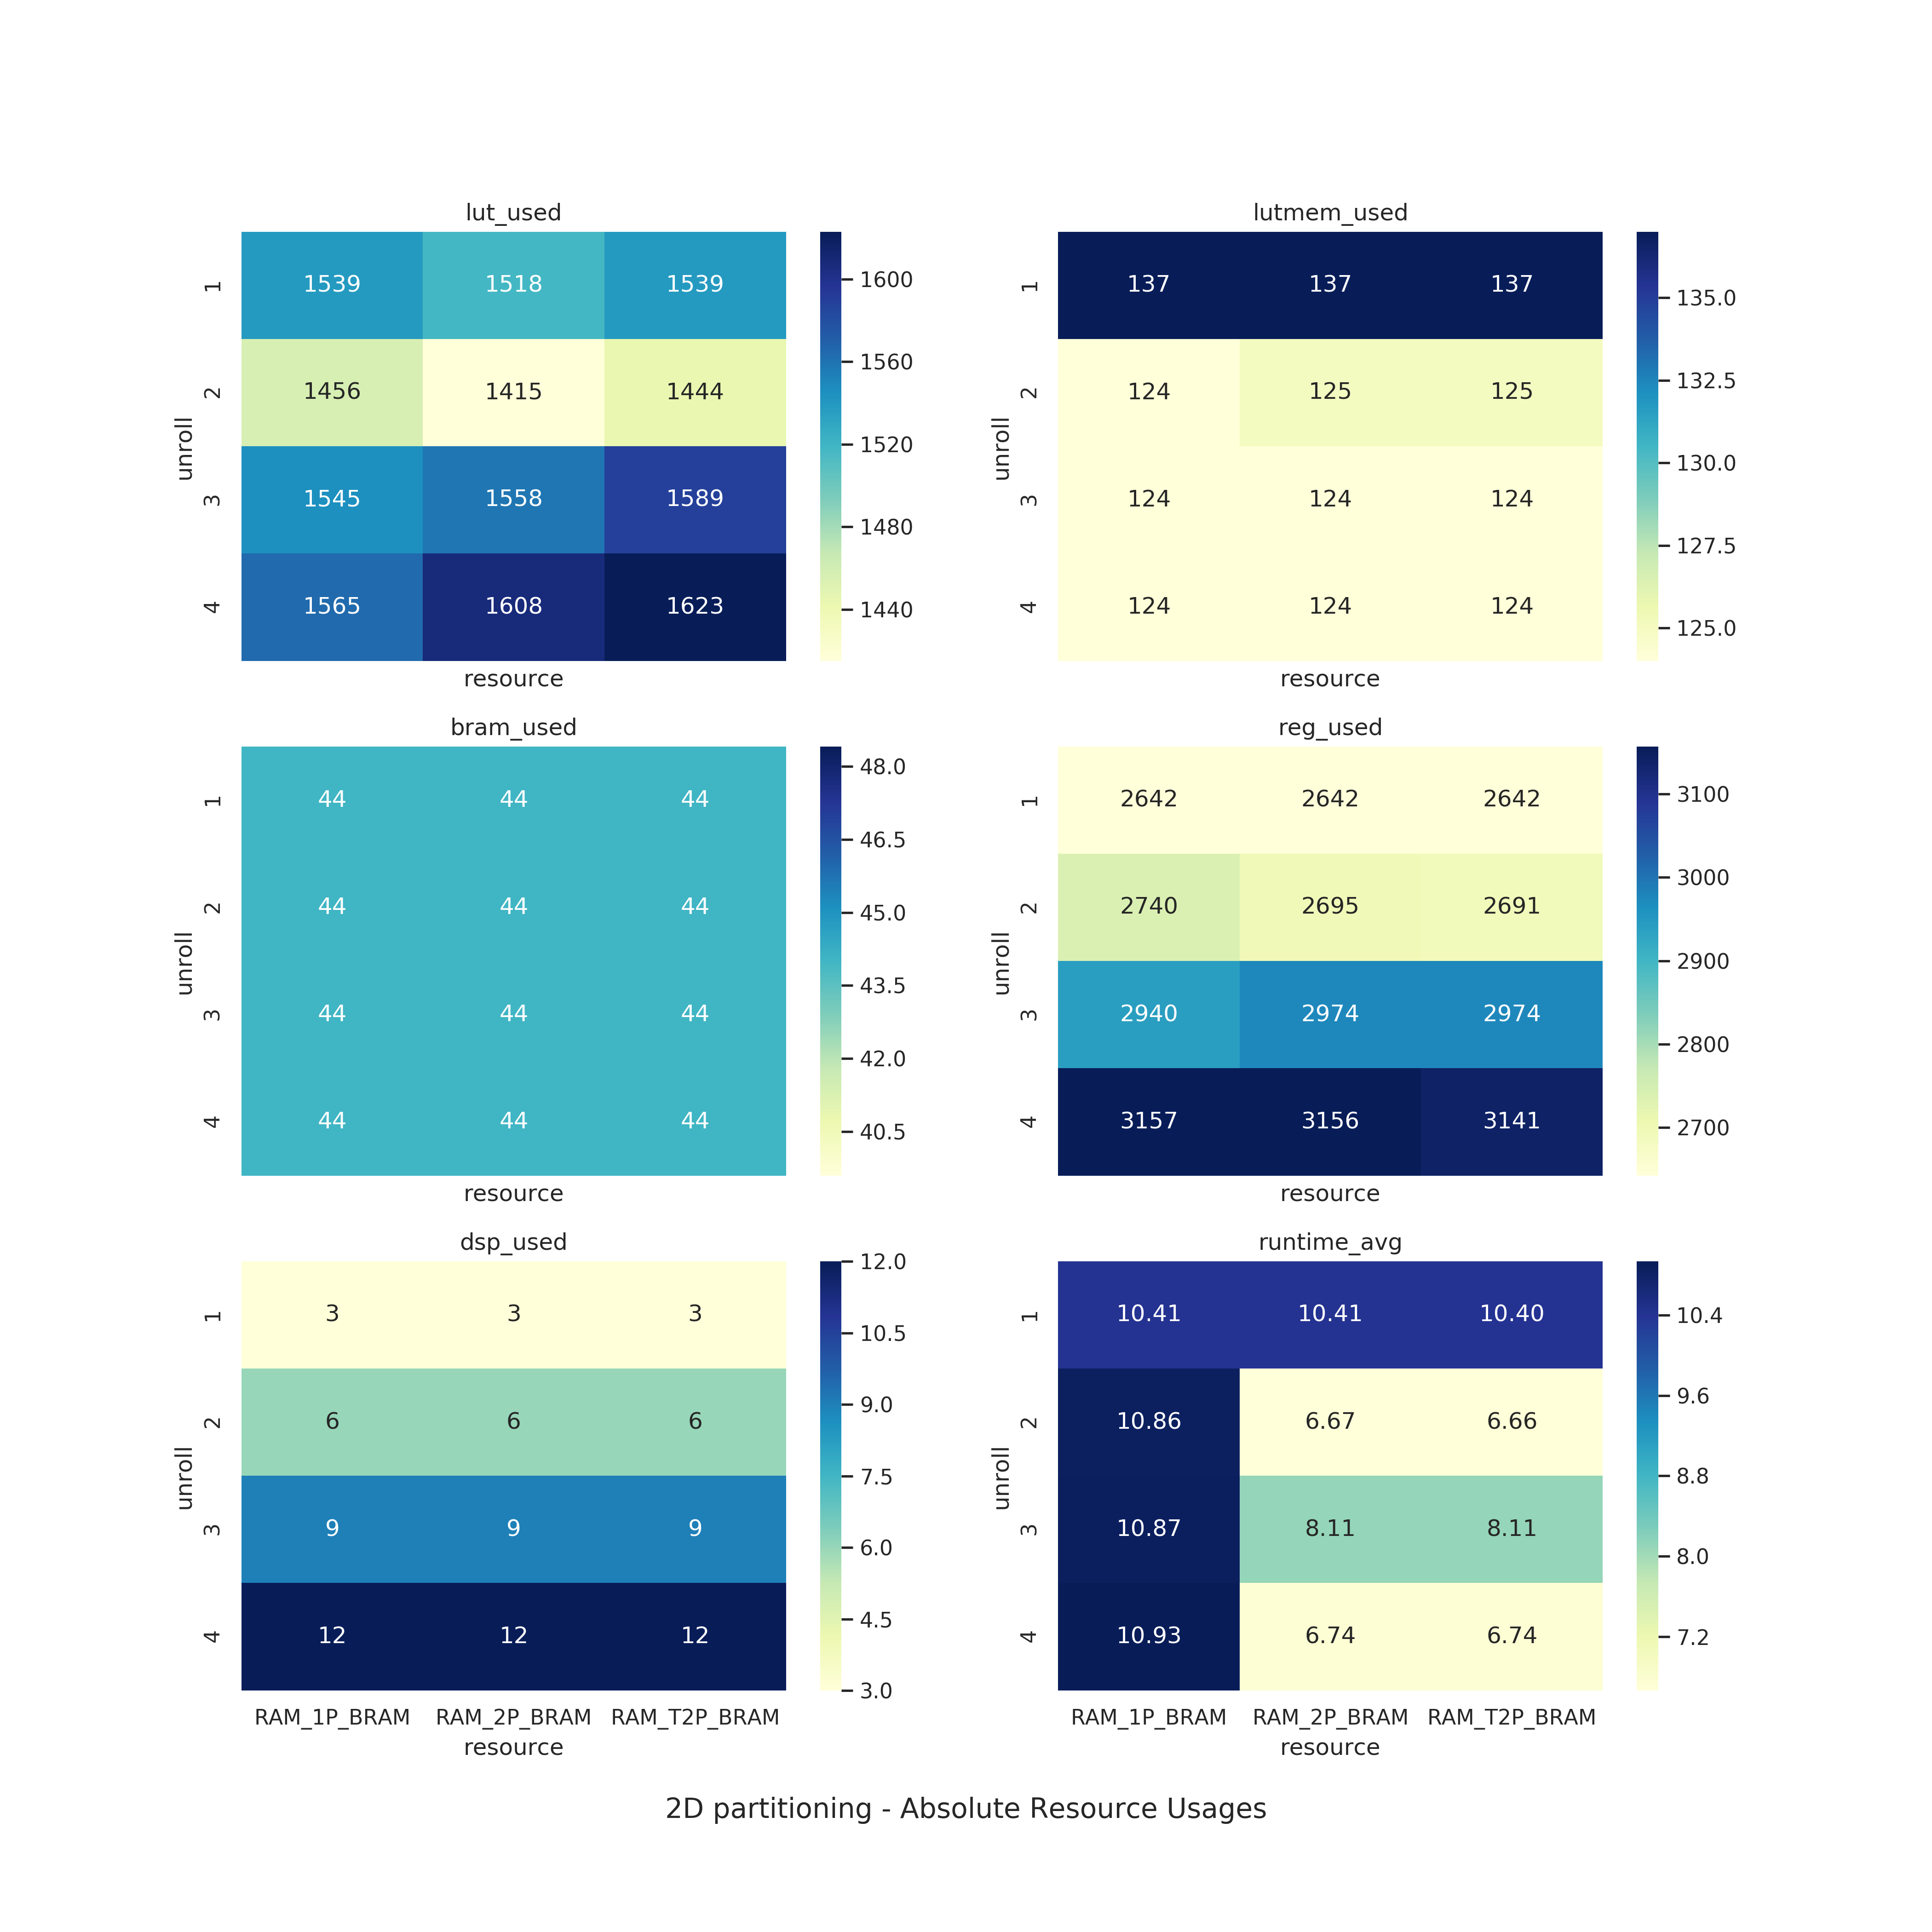 lut_used
1539 1518 1539
1456 1415 1444
1545 1558 1589
1565 1608 1623
1
2
3
4
unroll
resource
1600
1560
1520
1480
1440
lutmem_used
137 137 137
124 125 125
124 124 124
124 124 124
1
2
3
4
unroll
resource
135.0
132.5
130.0
127.5
125.0
bram_used
44 44 44
44 44 44
44 44 44
44 44 44
1
2
3
4
unroll
resource
48.0
46.5
45.0
43.5
42.0
40.5
reg_used
2642 2642 2642
2740 2695 2691
2940 2974 2974
3157 3156 3141
1
2
3
4
unroll
resource
3100
3000
2900
2800
2700
dsp_used
3 3 3
6 6 6
9 9 9
12 12 12
1
2
3
4
unroll
RAM_1P_BRAM RAM_2P_BRAM RAM_T2P_BRAM
resource
12.0
10.5
9.0
7.5
6.0
4.5
3.0
runtime_avg
10.41 10.41 10.40
10.86 6.67 6.66
10.87 8.11 8.11
10.93 6.74 6.74
1
2
3
4
unroll
RAM_1P_BRAM RAM_2P_BRAM RAM_T2P_BRAM
resource
10.4
9.6
8.8
8.0
7.2
2D partitioning - Absolute Resource Usages